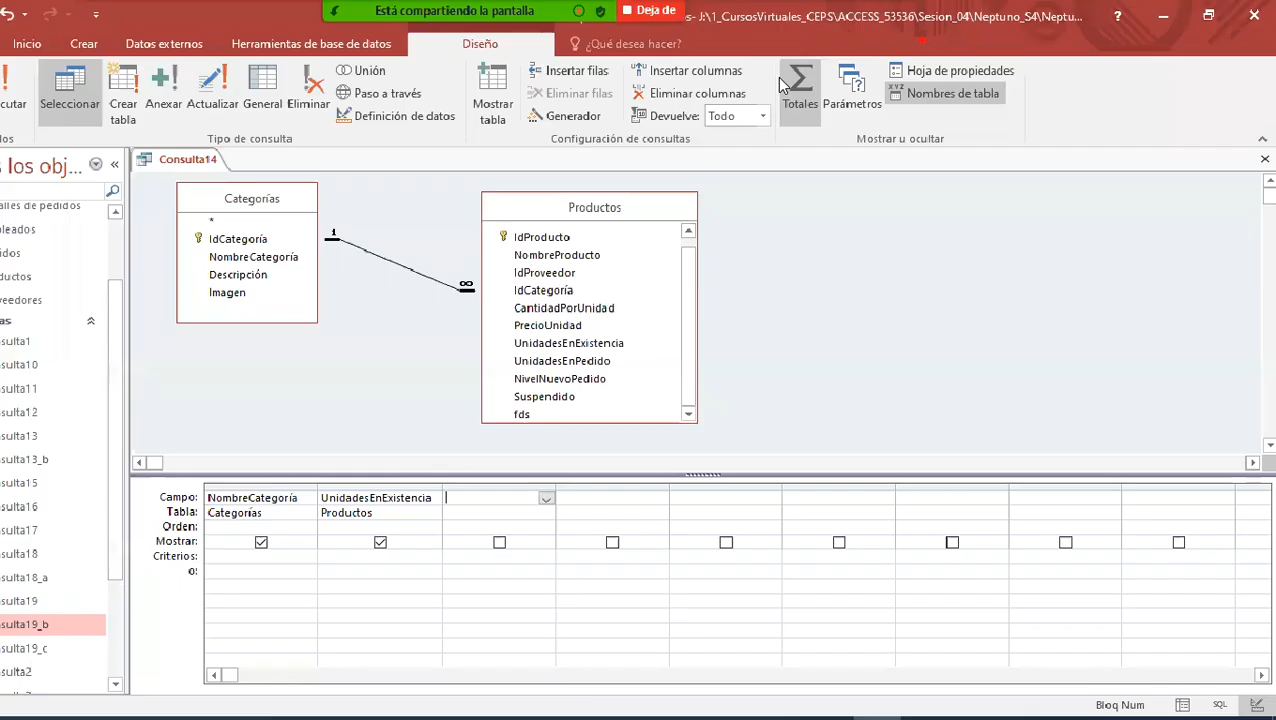 Está compartiendo la pantalla
Deja de
s- J:\1_CursosVirtuales_CEPS\ACCESS_53536\Sesion_04\Neptuno_S4\Neptu...
Inicio
Crear
Datos externos
Herramientas de base de datos
Diseño
¿Qué desea hacer?
cutar
Seleccionar
Crear tabla
Anexar
Actualizar
General
Eliminar
Unión
Paso a través
Definición de datos
Mostrar tabla
Insertar filas
Eliminar filas
Generador
Insertar columnas
Eliminar columnas
Devuelve: Todo
Totales
Parámetros
Hoja de propiedades
Nombres de tabla
dos
Tipo de consulta
Configuración de consultas
Mostrar u ocultar
s los obj...
alles de pedidos
pleados
idos
ductos
veedores
as
sulta1
sulta10
sulta11
sulta12
sulta13
sulta13_b
sulta15
sulta16
sulta17
sulta18
sulta18_a
sulta19
sulta19_b
sulta19_c
sulta2
Consulta14
Categorías
*
IdCategoría
NombreCategoría
Descripción
Imagen
1
∞
Productos
IdProducto
NombreProducto
IdProveedor
IdCategoría
CantidadPorUnidad
PrecioUnidad
UnidadesEnExistencia
UnidadesEnPedido
NivelNuevoPedido
Suspendido
fds
Campo: NombreCategoría UnidadesEnExistencia
Tabla: Categorías Productos
Orden:
Mostrar:
Criterios:
o:
Bloq Num
SQL